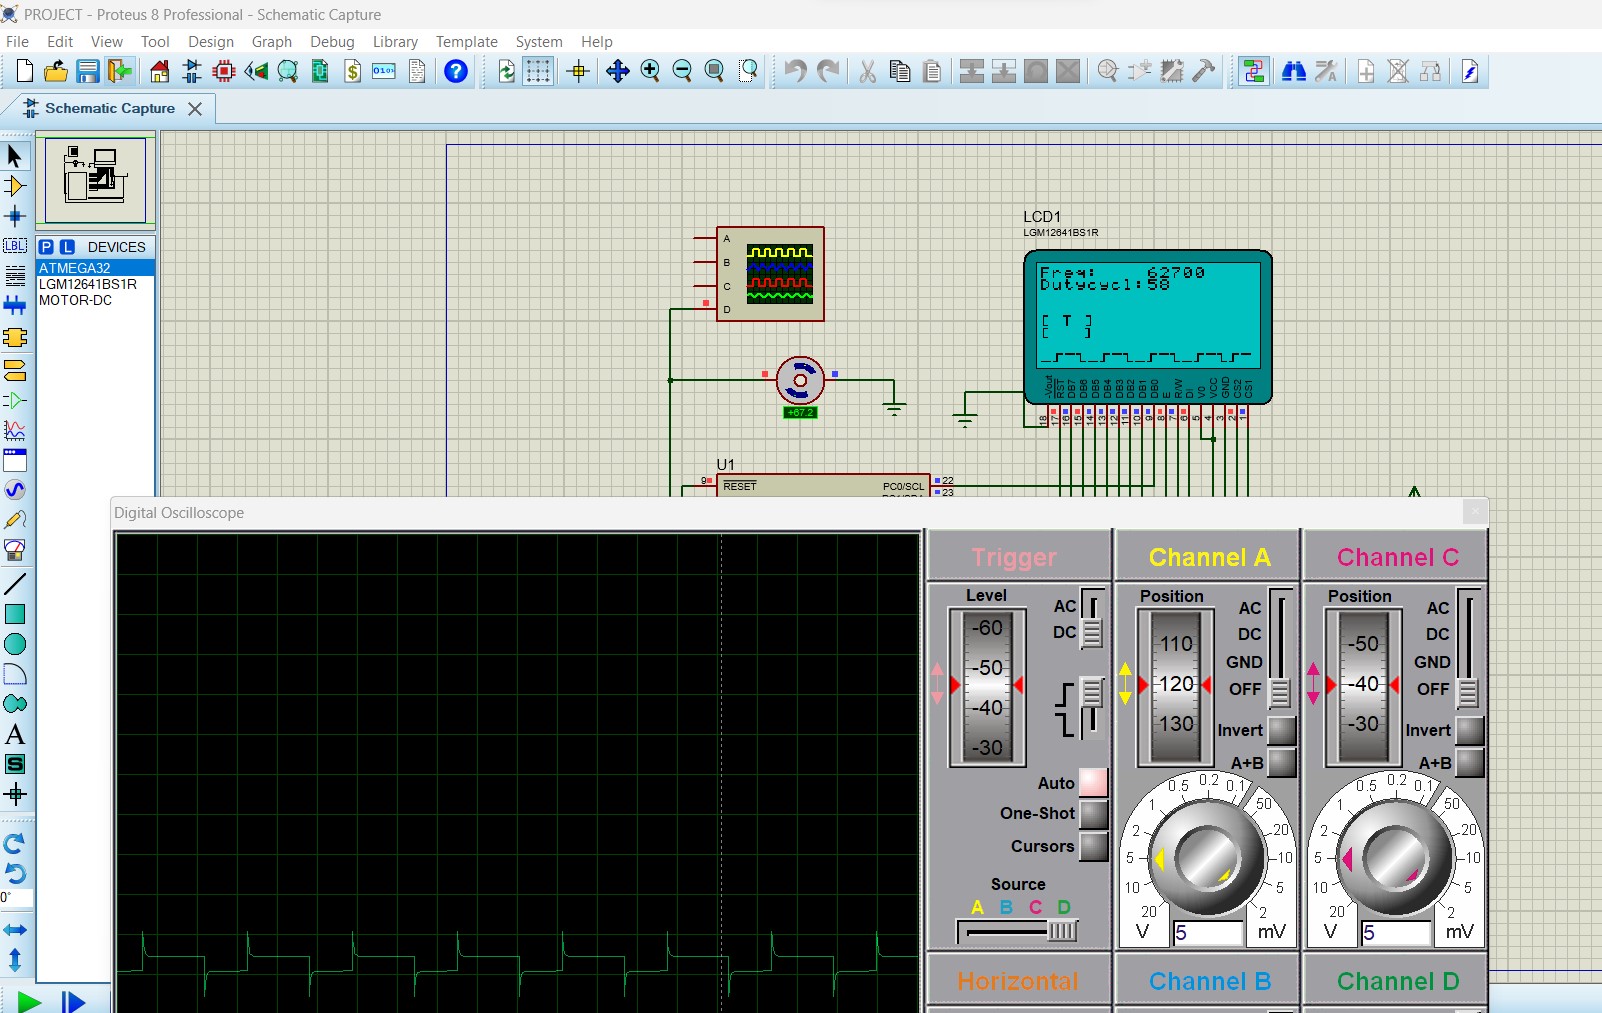 PROJECT - Proteus 8 Professional - Schematic Capture
File Edit View Tool Design Graph Debug Library Template System Help
Schematic Capture
P L DEVICES
ATMEGA32
LGM12641BS1R
MOTOR-DC
LBL
A
S
0°
A
B
C
D
+67.2
LCD1
LGM12641BS1R
Freq: 62700
Dutycycl:58
[ T ]
[ ]
-Vout RST DB7 DB6 DB5 DB4 DB3 DB2 DB1 DB0 E R/W DI V0 VCC GND CS2 CS1
18 17 16 15 14 13 12 11 10 9 8 7 6 5 4 3 2 1
U1
9 RESET PC0/SCL 22
23
Digital Oscilloscope
Trigger
Level
AC
DC
-60
-50
-40
-30
Auto
One-Shot
Cursors
Source
A B C D
Horizontal
Channel A
Position
AC
DC
GND
OFF
110
120
130
Invert
A+B
0.5 0.2 0.1
1 50
2 20
5 10
10 5
20 2
V 5 mV
Channel B
Channel C
Position
AC
DC
GND
OFF
-50
-40
-30
Invert
A+B
0.5 0.2 0.1
1 50
2 20
5 10
10 5
20 2
V 5 mV
Channel D